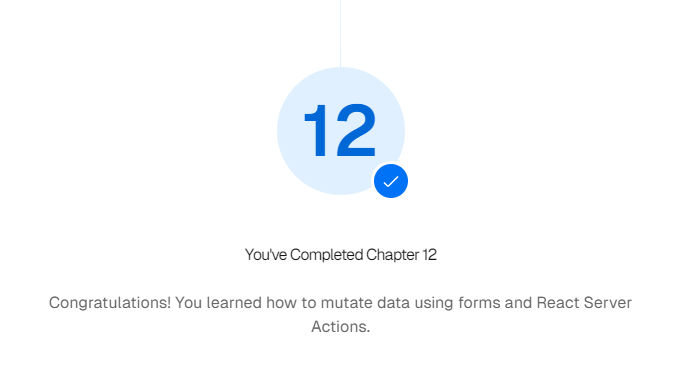 12
You've Completed Chapter 12
Congratulations! You learned how to mutate data using forms and React Server
Actions.